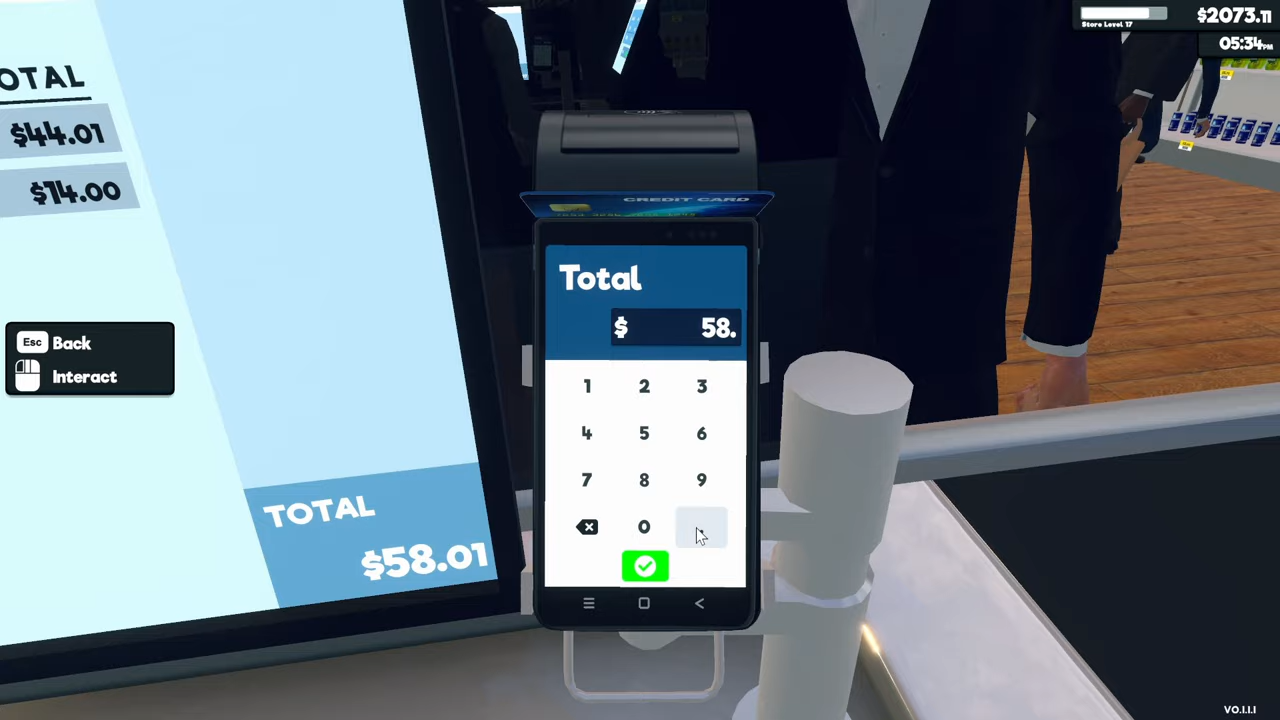 $2073.11
Store Level 17
05:34PM
OTAL
$44.01
$14.00
TOTAL
$58.01
Esc Back
Interact
CREDIT CARD
Total
$ 58.
1 2 3
4 5 6
7 8 9
0 .
V0.1.1.1